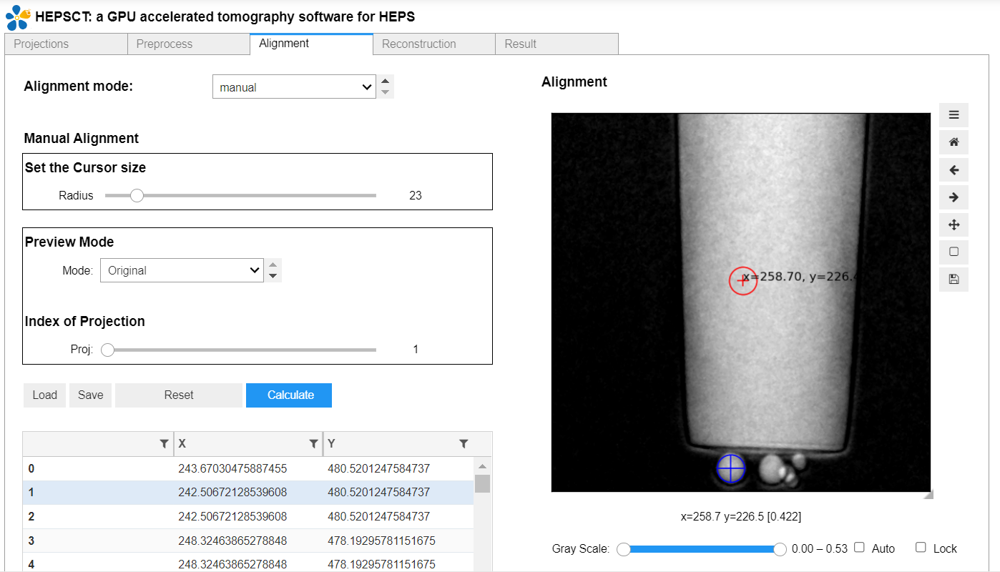 HEPSCT: a GPU accelerated tomography software for HEPS
Projections Preprocess Alignment Reconstruction Result
Alignment mode: manual
Manual Alignment
Set the Cursor size
Radius 23
Preview Mode
Mode: Original
Index of Projection
Proj: 1
Load Save Reset Calculate
X Y
0 243.67030475887455 480.5201247584737
1 242.50672128539608 480.5201247584737
2 242.50672128539608 480.5201247584737
3 248.32463865278848 478.19295781151675
4 248.32463865278848 478.19295781151675
Alignment
x=258.70, y=226.4
x=258.7 y=226.5 [0.422]
Gray Scale: 0.00 – 0.53 Auto Lock